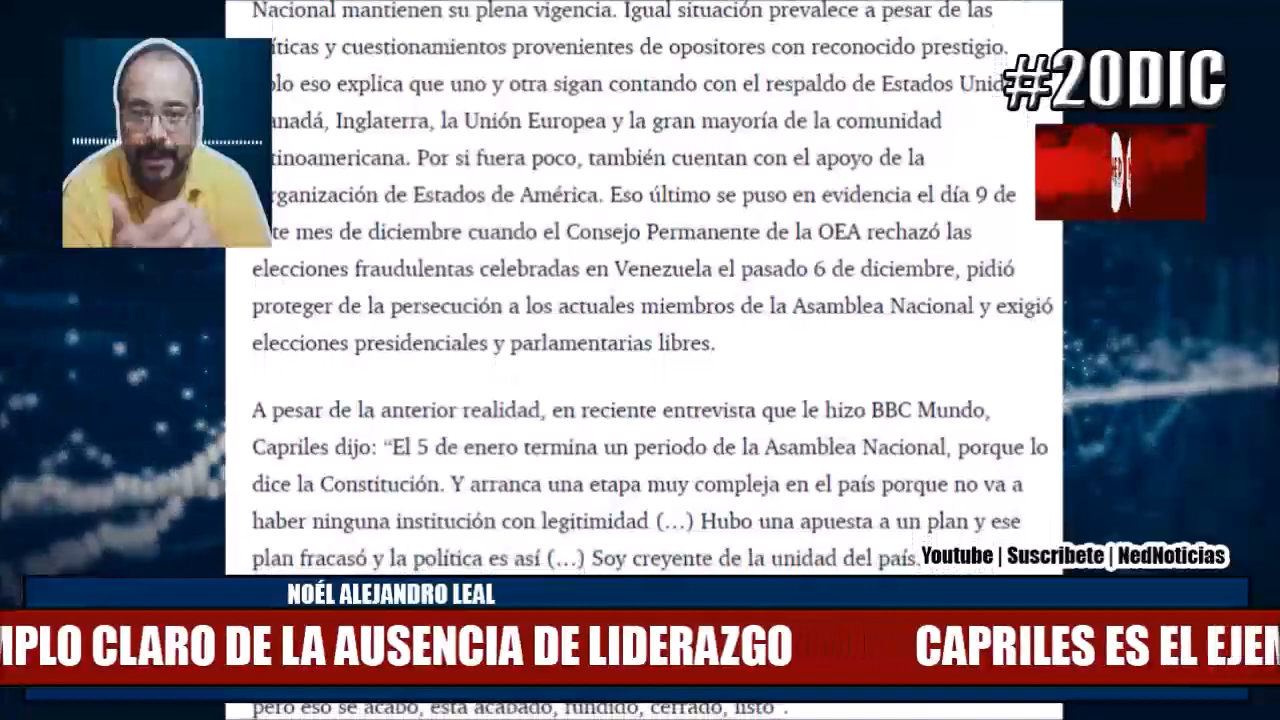 Nacional mantienen su plena vigencia. Igual situación prevalece a pesar de las
íticas y cuestionamientos provenientes de opositores con reconocido prestigio.
olo eso explica que uno y otra sigan contando con el respaldo de Estados Unid
anadá, Inglaterra, la Unión Europea y la gran mayoría de la comunidad
tinoamericana. Por si fuera poco, también cuentan con el apoyo de la
rganización de Estados de América. Eso último se puso en evidencia el día 9 de
te mes de diciembre cuando el Consejo Permanente de la OEA rechazó las
elecciones fraudulentas celebradas en Venezuela el pasado 6 de diciembre, pidió
proteger de la persecución a los actuales miembros de la Asamblea Nacional y exigió
elecciones presidenciales y parlamentarias libres.
A pesar de la anterior realidad, en reciente entrevista que le hizo BBC Mundo,
Capriles dijo: “El 5 de enero termina un periodo de la Asamblea Nacional, porque lo
dice la Constitución. Y arranca una etapa muy compleja en el país porque no va a
haber ninguna institución con legitimidad (...) Hubo una apuesta a un plan y ese
plan fracasó y la política es así (...) Soy creyente de la unidad del país.
#20DIC
Youtube | Suscribete | NedNoticias
NOÉL ALEJANDRO LEAL
MPLO CLARO DE LA AUSENCIA DE LIDERAZGO CAPRILES ES EL EJEM
pero eso se acabó, está acabado, fundido, cerrado, listo”.